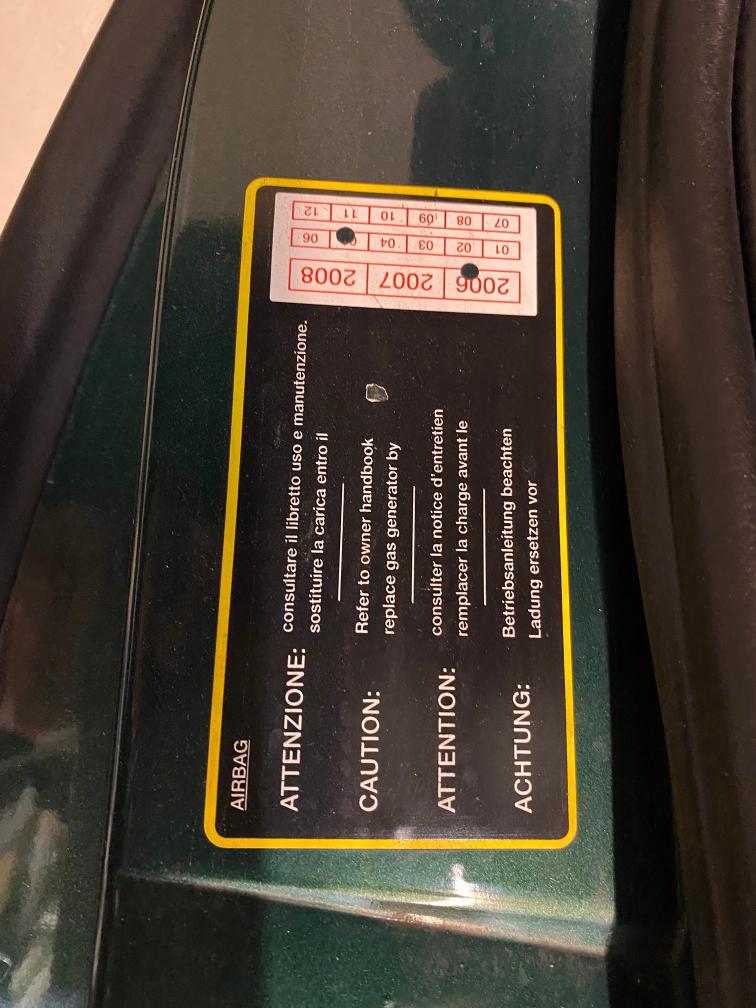 AIRBAG
ATTENZIONE: consultare il libretto uso e manutenzione.
sostituire la carica entro il
CAUTION: Refer to owner handbook
replace gas generator by
ATTENTION: consulter la notice d'entretien
remplacer la charge avant le
ACHTUNG: Betriebsanleitung beachten
Ladung ersetzen vor
2006 2007 2008
01 02 03 04 06
07 08 09 10 11 12